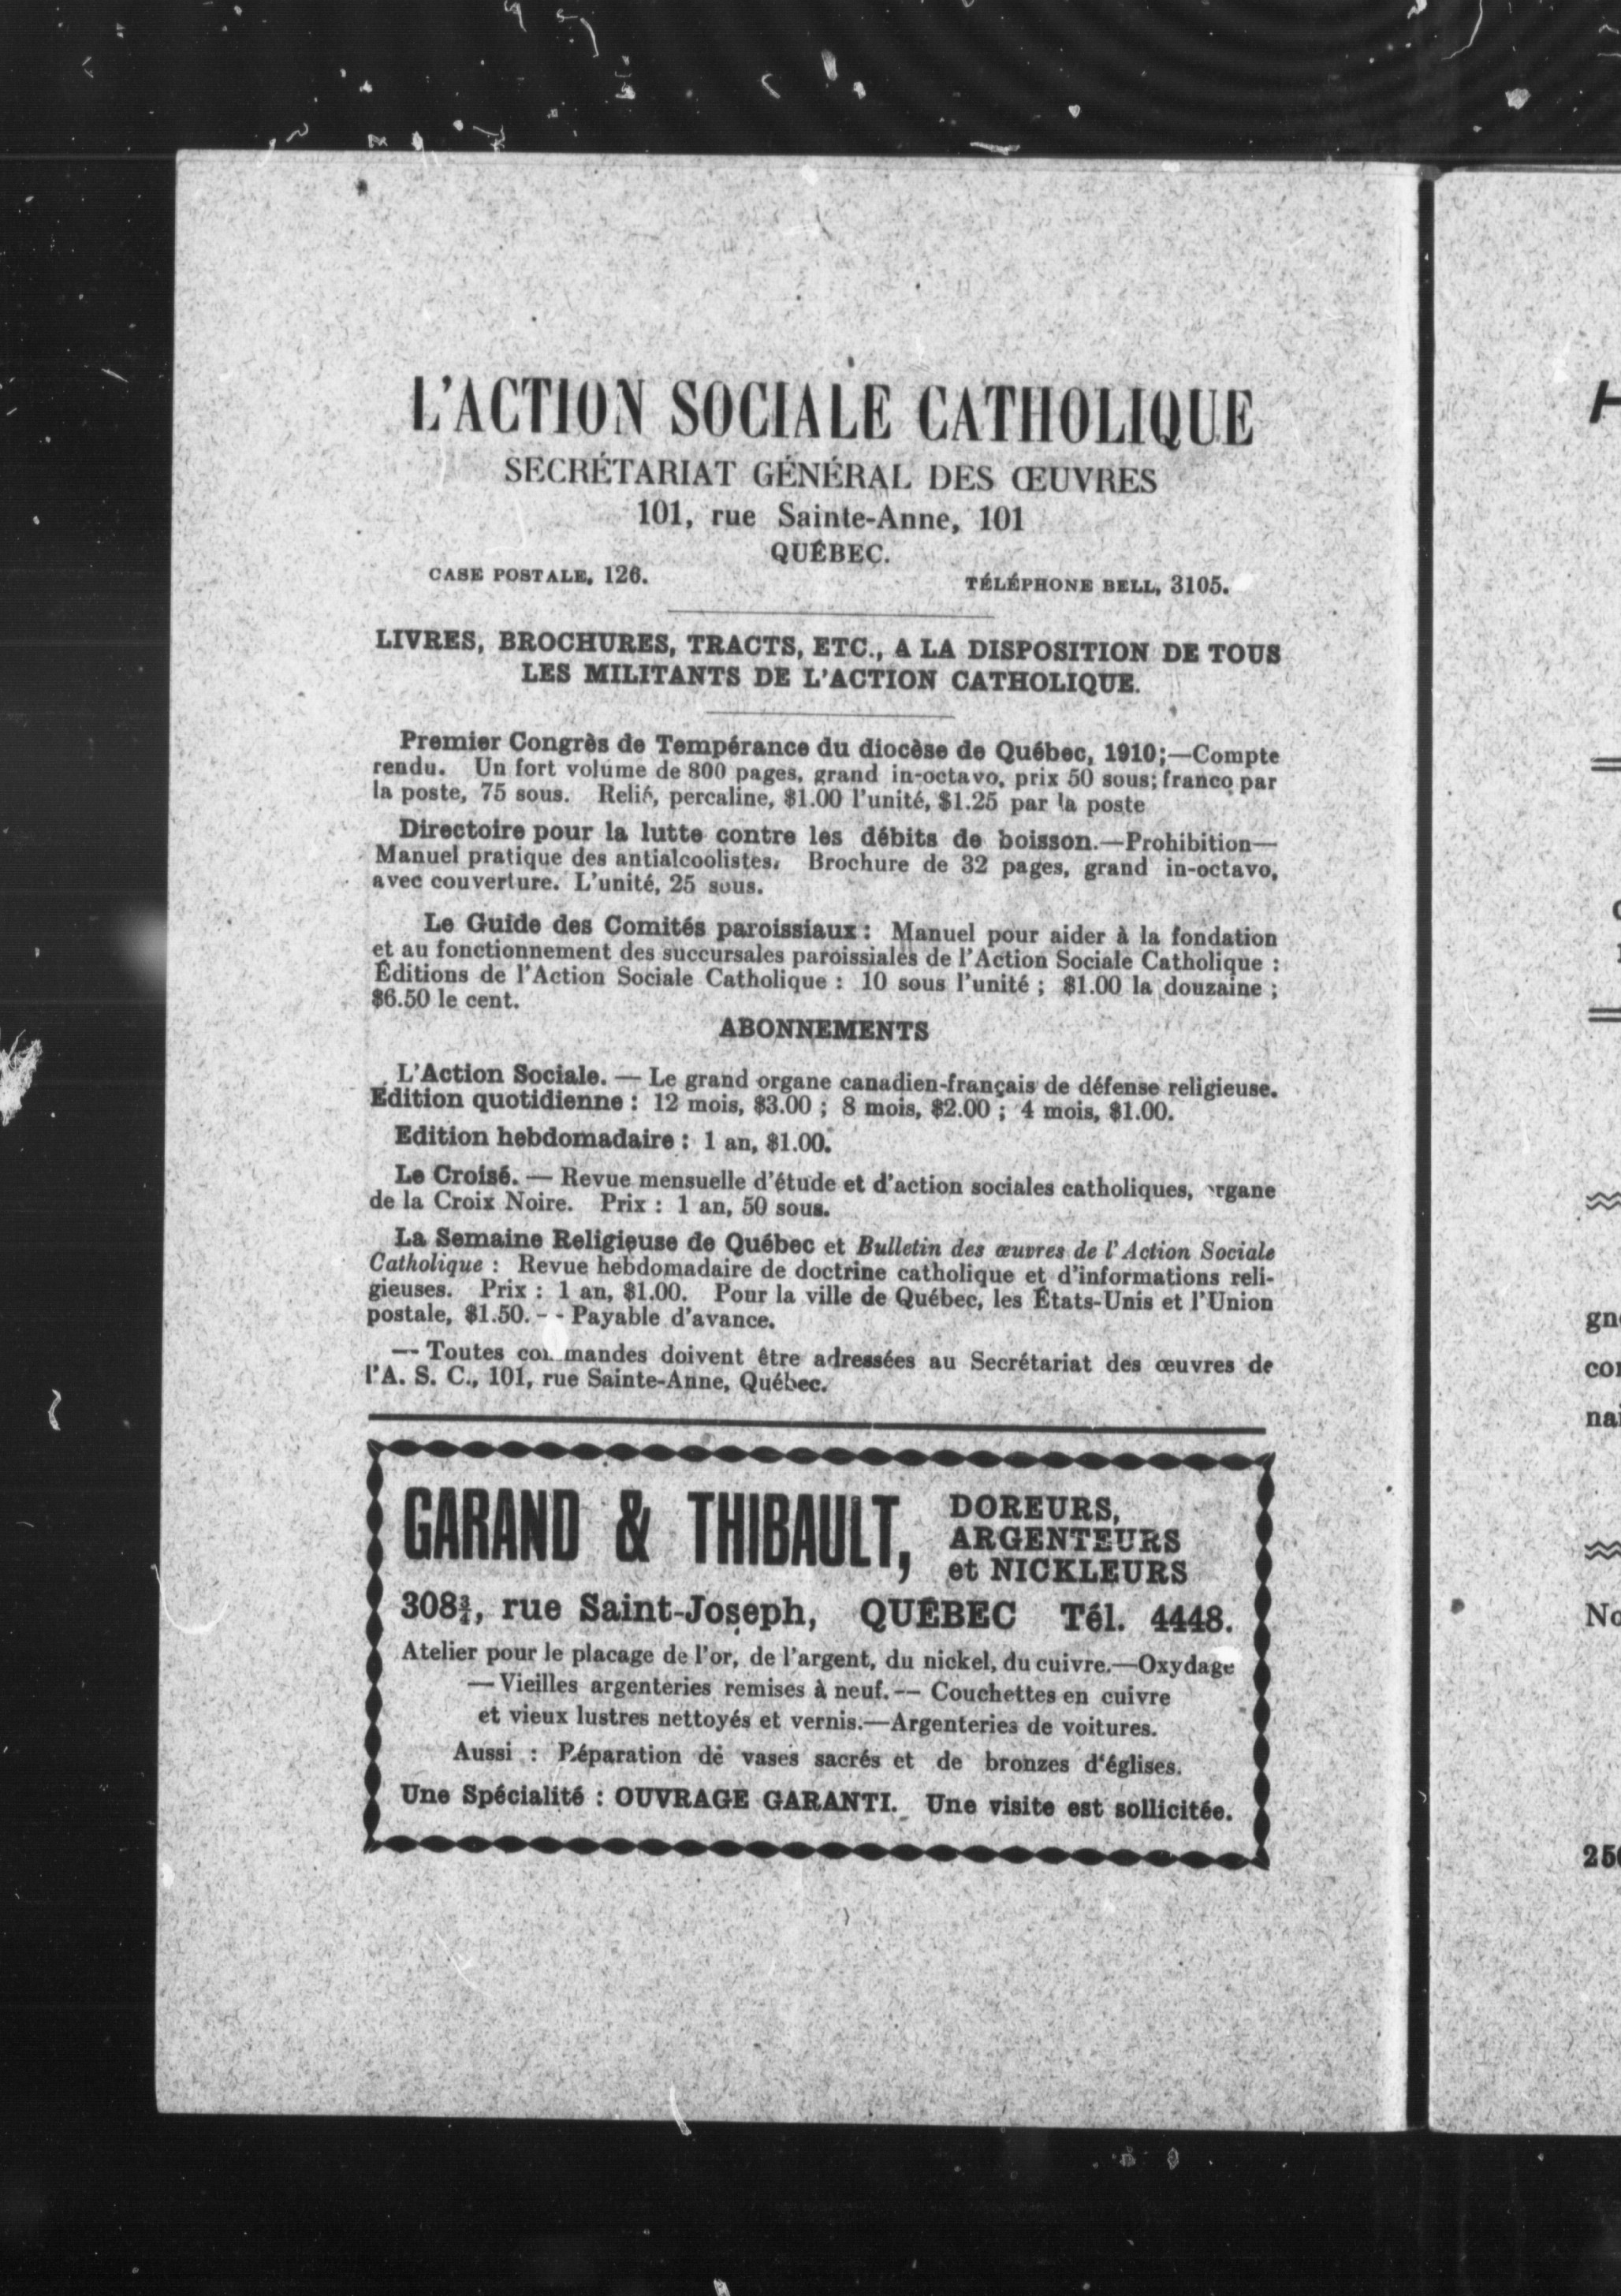 L'ACTION SOCIALE CATHOLIQUE
SECRÉTARIAT GÉNÉRAL DES ŒUVRES
101, rue Sainte-Anne, 101
QUÉBEC.
CASE POSTALE, 126.
TÉLÉPHONE BELL, 3105.
LIVRES, BROCHURES, TRACTS, ETC., A LA DISPOSITION DE TOUS
LES MILITANTS DE L'ACTION CATHOLIQUE.
Premier Congrès de Tempérance du diocèse de Québec, 1910;—Compte
rendu. Un fort volume de 800 pages, grand in-octavo, prix 50 sous; franco par
la poste, 75 sous. Relié, percaline, $1.00 l'unité, $1.25 par la poste
Directoire pour la lutte contre les débits de boisson.—Prohibition—
Manuel pratique des antialcoolistes. Brochure de 32 pages, grand in-octavo,
avec couverture. L'unité, 25 sous.
Le Guide des Comités paroissiaux : Manuel pour aider à la fondation
et au fonctionnement des succursales paroissiales de l'Action Sociale Catholique :
Éditions de l'Action Sociale Catholique : 10 sous l'unité ; $1.00 la douzaine ;
$6.50 le cent.
ABONNEMENTS
L'Action Sociale. — Le grand organe canadien-français de défense religieuse.
Edition quotidienne : 12 mois, $3.00 ; 8 mois, $2.00 ; 4 mois, $1.00.
Edition hebdomadaire : 1 an, $1.00.
Le Croisé. — Revue mensuelle d'étude et d'action sociales catholiques, organe
de la Croix Noire. Prix : 1 an, 50 sous.
La Semaine Religieuse de Québec et Bulletin des œuvres de l'Action Sociale
Catholique : Revue hebdomadaire de doctrine catholique et d'informations reli-
gieuses. Prix : 1 an, $1.00. Pour la ville de Québec, les États-Unis et l'Union
postale, $1.50. -- Payable d'avance.
— Toutes commandes doivent être adressées au Secrétariat des œuvres de
l'A. S. C., 101, rue Sainte-Anne, Québec.
GARAND & THIBAULT,
DOREURS,
ARGENTEURS
et NICKLEURS
308¾, rue Saint-Joseph, QUÉBEC Tél. 4448.
Atelier pour le placage de l'or, de l'argent, du nickel, du cuivre.—Oxydage
— Vieilles argenteries remises à neuf. — Couchettes en cuivre
et vieux lustres nettoyés et vernis.—Argenteries de voitures.
Aussi : Réparation de vases sacrés et de bronzes d'églises.
Une Spécialité : OUVRAGE GARANTI. Une visite est sollicitée.